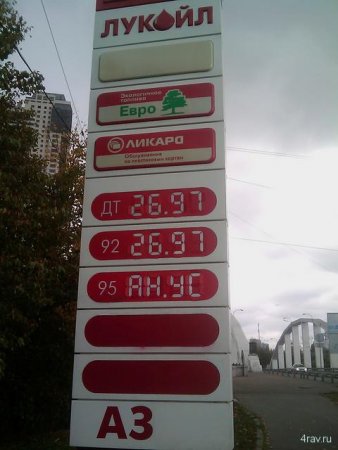 ЛУКОЙЛ
Экологичное
топливо
Евро
ЛИКАРД
Обслуживание
по пластиковым картам
ДТ 26.97
92 26.97
95 АН.УС
АЗ
4rav.ru